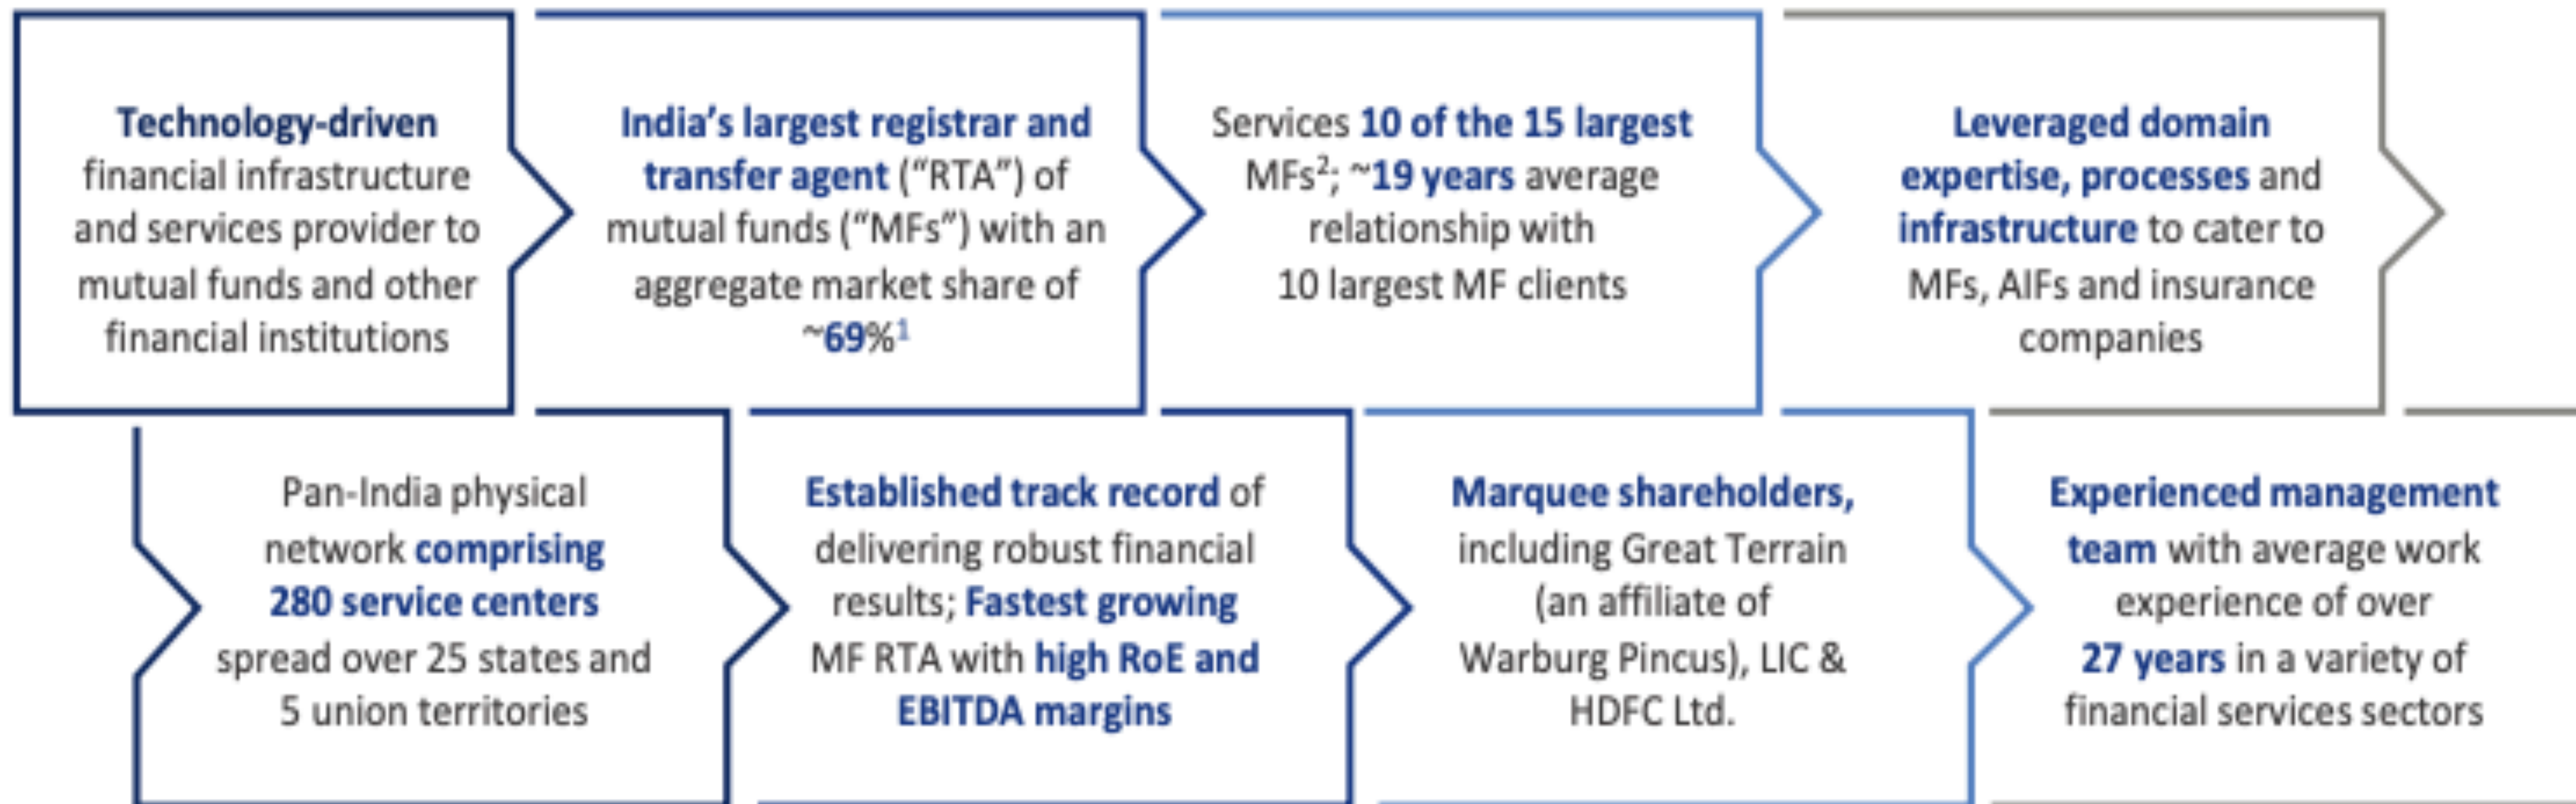 Technology-driven
financial infrastructure
and services provider to
mutual funds and other
financial institutions
India’s largest registrar and
transfer agent (“RTA”) of
mutual funds (“MFs”) with an
aggregate market share of
~69%¹
Services 10 of the 15 largest
MFs²; ~19 years average
relationship with
10 largest MF clients
Leveraged domain
expertise, processes and
infrastructure to cater to
MFs, AIFs and insurance
companies
Pan-India physical
network comprising
280 service centers
spread over 25 states and
5 union territories
Established track record of
delivering robust financial
results; Fastest growing
MF RTA with high RoE and
EBITDA margins
Marquee shareholders,
including Great Terrain
(an affiliate of
Warburg Pincus), LIC &
HDFC Ltd.
Experienced management
team with average work
experience of over
27 years in a variety of
financial services sectors